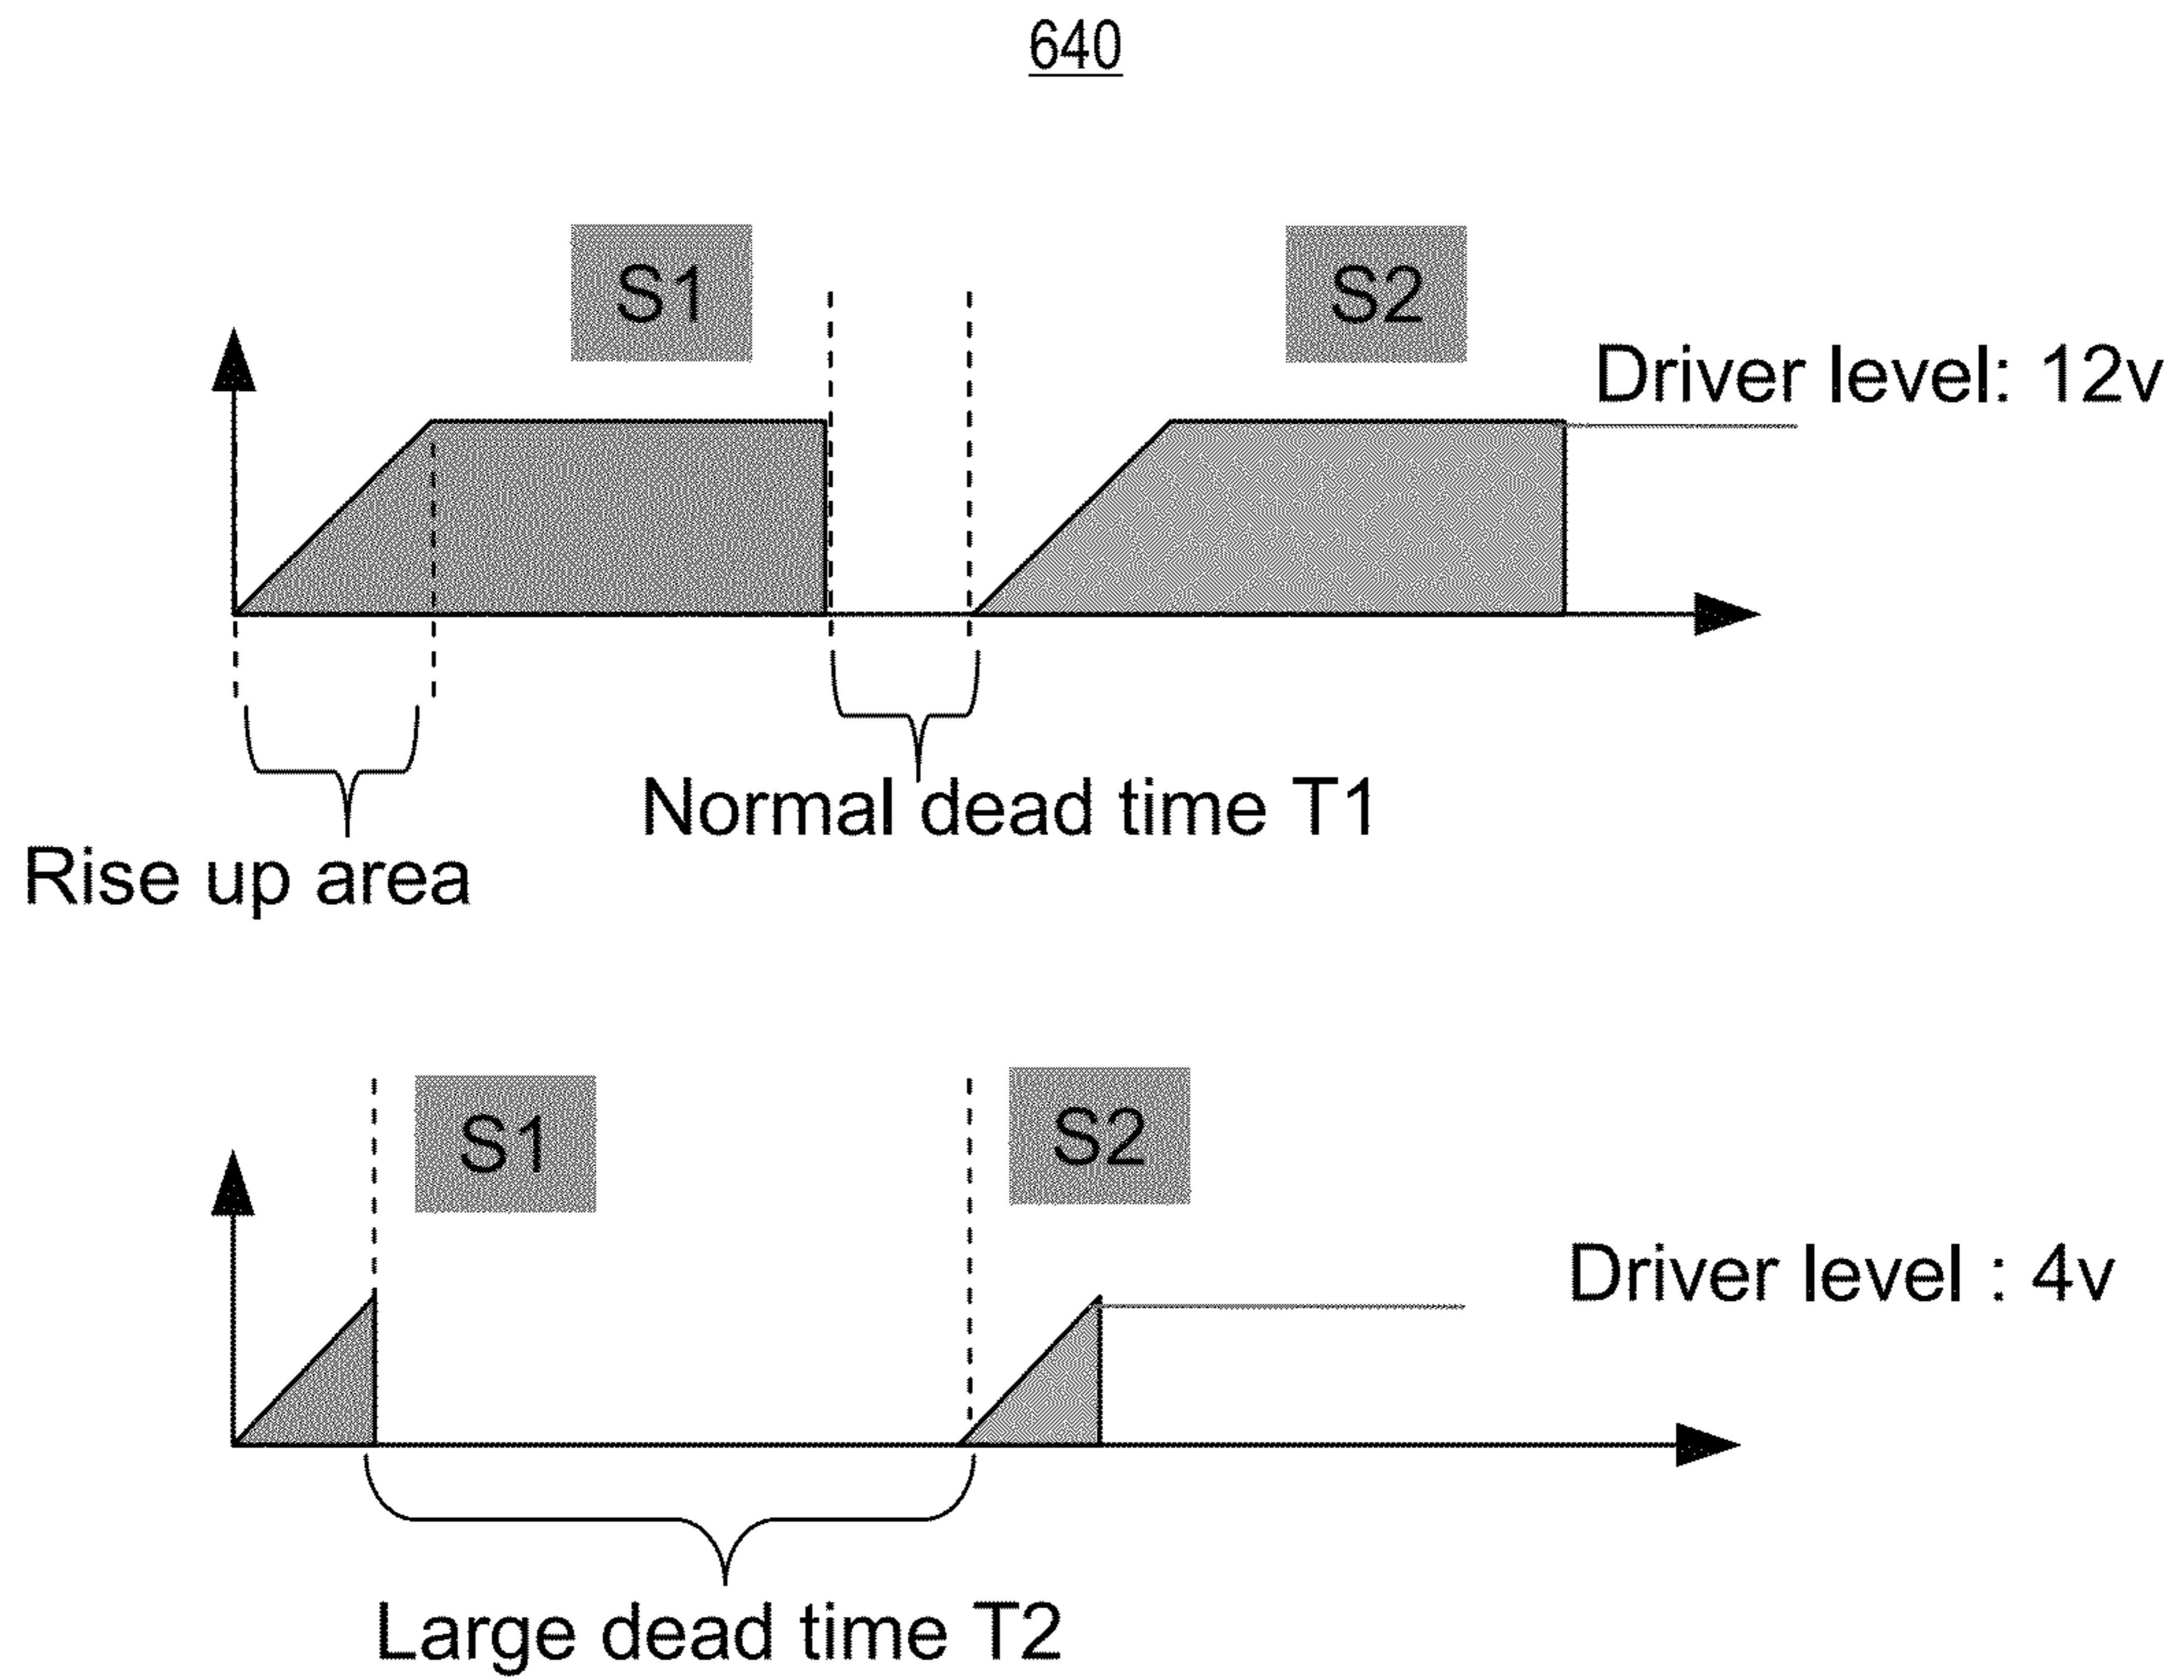 640
S1
S2
Driver level: 12v
Normal dead time T1
Rise up area
S1
S2
Driver level : 4v
Large dead time T2